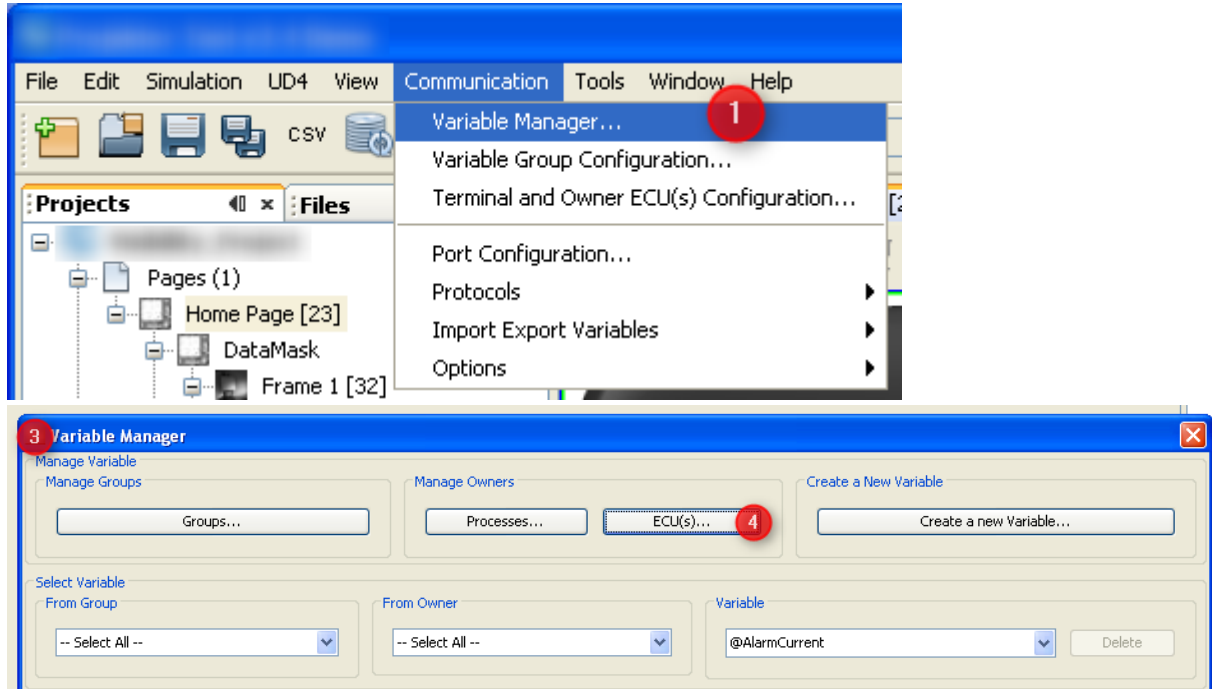 File Edit Simulation UD4 View Communication Tools Window Help
Variable Manager...
1
CSV
Variable Group Configuration...
Projects
Files
Terminal and Owner ECU(s) Configuration...
Port Configuration...
Pages (1)
Protocols
Home Page [23]
Import Export Variables
DataMask
Options
Frame 1 [32]
3 Variable Manager
Manage Variable
Manage Groups
Manage Owners
Create a New Variable
Groups...
Processes...
ECU(s)...
4
Create a new Variable...
Select Variable
From Group
From Owner
Variable
-- Select All --
-- Select All --
@AlarmCurrent
Delete